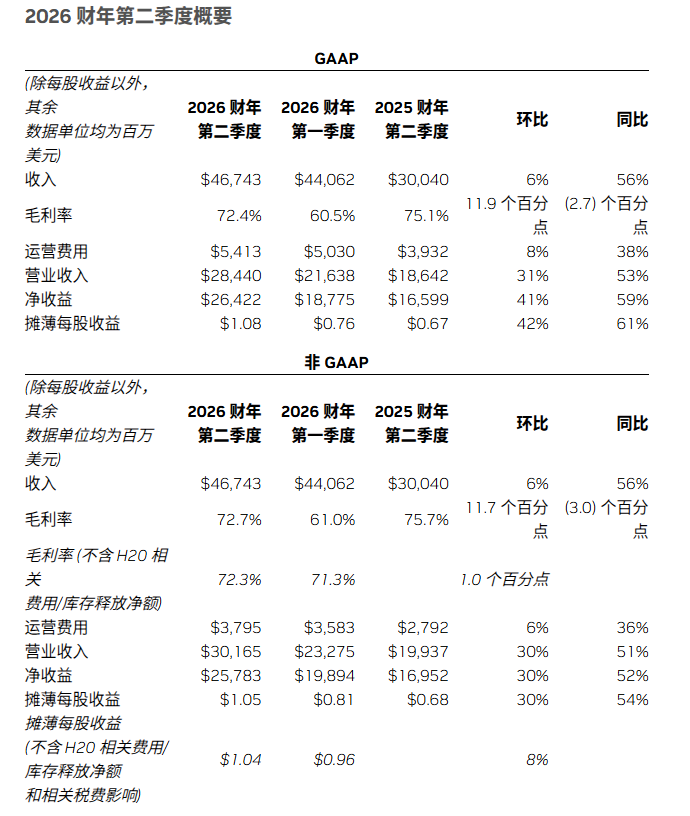 2026 财年第二季度概要
GAAP
(除每股收益以外，
其余
数据单位均为百万
美元)
2026 财年
第二季度
2026 财年
第一季度
2025 财年
第二季度
环比
同比
收入 $46,743 $44,062 $30,040 6% 56%
毛利率 72.4% 60.5% 75.1% 11.9 个百分点 (2.7) 个百分点
运营费用 $5,413 $5,030 $3,932 8% 38%
营业收入 $28,440 $21,638 $18,642 31% 53%
净收益 $26,422 $18,775 $16,599 41% 59%
摊薄每股收益 $1.08 $0.76 $0.67 42% 61%
非 GAAP
(除每股收益以外，
其余
数据单位均为百万
美元)
2026 财年
第二季度
2026 财年
第一季度
2025 财年
第二季度
环比
同比
收入 $46,743 $44,062 $30,040 6% 56%
毛利率 72.7% 61.0% 75.7% 11.7 个百分点 (3.0) 个百分点
毛利率 (不含 H20 相
关
费用/库存释放净额)
72.3% 71.3% 1.0 个百分点
运营费用 $3,795 $3,583 $2,792 6% 36%
营业收入 $30,165 $23,275 $19,937 30% 51%
净收益 $25,783 $19,894 $16,952 30% 52%
摊薄每股收益 $1.05 $0.81 $0.68 30% 54%
摊薄每股收益
(不含 H20 相关费用/
库存释放净额
和相关税费影响)
$1.04 $0.96 8%